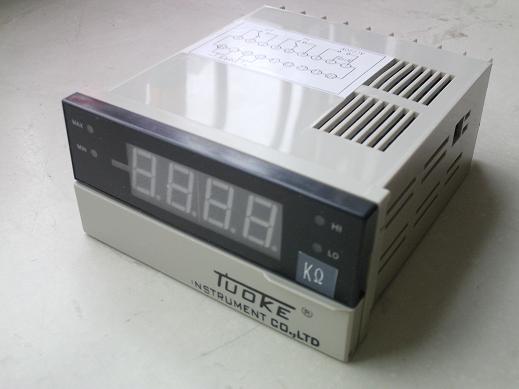 MAX
MIN
HI
LO
KΩ
TUOKE®
INSTRUMENT CO.,LTD